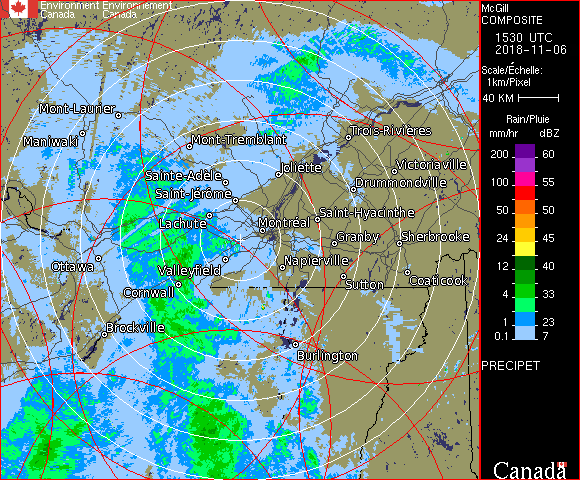 Environment Environnement
Canada Canada
McGill
COMPOSITE
1530 UTC
2018-11-06
Scale/Échelle:
1km/Pixel
40 KM
Rain/Pluie
mm/hr dBZ
200 60
100 55
50 50
24 45
12 40
4 33
1 23
0.1 7
PRECIPET
Canada
Mont-Laurier
Maniwaki
Mont-Tremblant
Trois-Rivières
Sainte-Adèle
Joliette
Victoriaville
Saint-Jérôme
Drummondville
Lachute
Montréal
Saint-Hyacinthe
Granby
Sherbrooke
Ottawa
Valleyfield
Napierville
Cornwall
Sutton
Coaticook
Brockville
Burlington